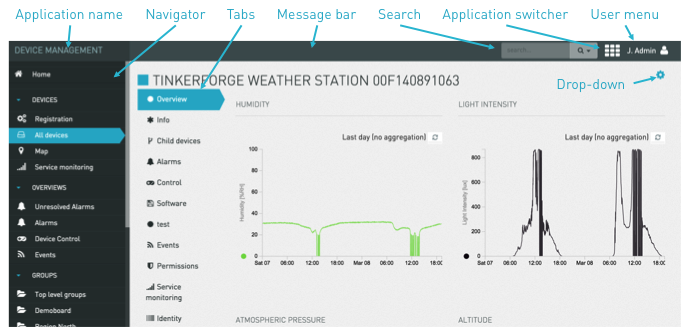 Application name
Navigator
Tabs
Message bar
Search
Application switcher
User menu
DEVICE MANAGEMENT
search...
J. Admin
Home
DEVICES
Registration
All devices
Map
Service monitoring
OVERVIEWS
Unresolved Alarms
Alarms
Device Control
Events
GROUPS
Top level groups
Demoboard
Region North
TINKERFORGE WEATHER STATION 00F140891063
Drop-down
Overview
Info
Child devices
Alarms
Control
Software
test
Events
Permissions
Service
monitoring
Identity
HUMIDITY
Last day (no aggregation)
Humidity [%RH]
100
80
60
40
20
0
Sat 07
06:00
12:00
18:00
Mar 08
06:00
12:00
18:00
LIGHT INTENSITY
Last day (no aggregation)
Light intensity [lux]
800
600
400
200
0
Sat 07
06:00
12:00
18:00
Mar 08
06:00
12:00
18:00
ATMOSPHERIC PRESSURE
ALTITUDE